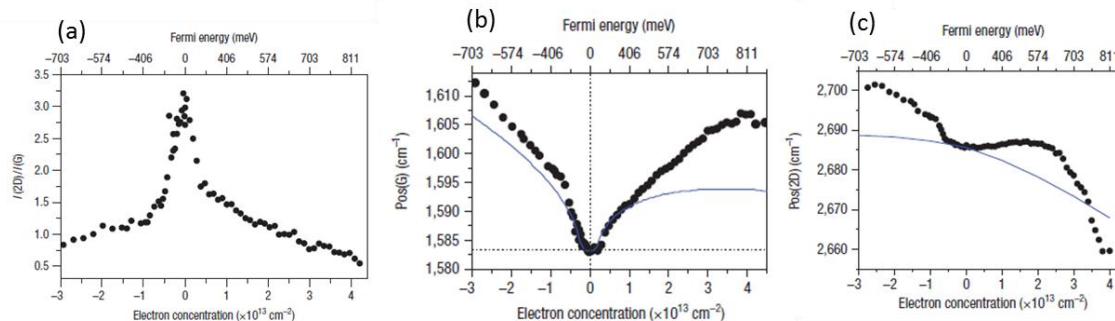 (a)
Fermi energy (meV)
−703 −574 −406 0 406 574 703 811
3.5
3.0
2.5
2.0
1.5
1.0
0.5
I (2D)/I(G)
−3 −2 −1 0 1 2 3 4
Electron concentration (×10¹³ cm⁻²)
(b)
Fermi energy (meV)
−703 −574 −406 0 406 574 703 811
1,610
1,605
1,600
1,595
1,590
1,585
1,580
Pos(G) (cm⁻¹)
−3 −2 −1 0 1 2 3 4
Electron concentration (×10¹³ cm⁻²)
(c)
Fermi energy (meV)
−703 −574 −406 0 406 574 703 811
2,700
2,690
2,680
2,670
2,660
Pos(2D) (cm⁻¹)
−3 −2 −1 0 1 2 3 4
Electron concentration (×10¹³ cm⁻²)